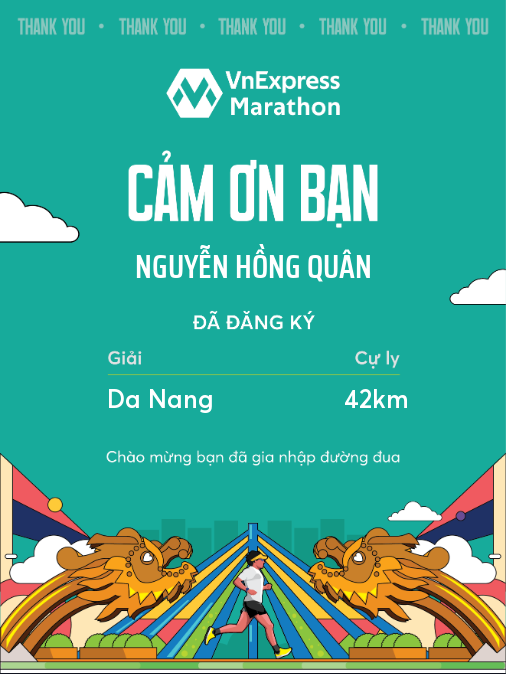 THANK YOU • THANK YOU • THANK YOU • THANK YOU • THANK YOU
VnExpress
Marathon
CẢM ƠN BẠN
NGUYỄN HỒNG QUÂN
ĐÃ ĐĂNG KÝ
Giải Cự ly
Da Nang 42km
Chào mừng bạn đã gia nhập đường đua